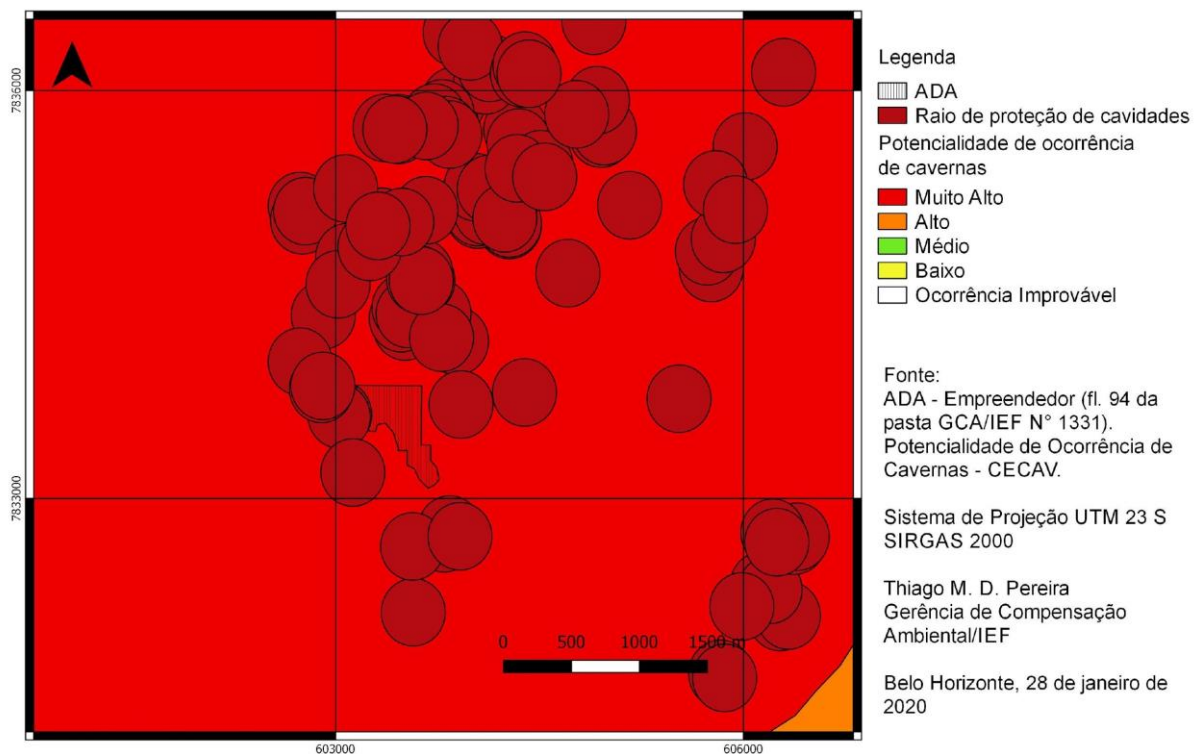 7836000
7833000
603000
606000
0 500 1000 1500 m
Legenda
ADA
Raio de proteção de cavidades
Potencialidade de ocorrência
de cavernas
Muito Alto
Alto
Médio
Baixo
Ocorrência Improvável
Fonte:
ADA - Empreendedor (fl. 94 da
pasta GCA/IEF N° 1331).
Potencialidade de Ocorrência de
Cavernas - CECAV.
Sistema de Projeção UTM 23 S
SIRGAS 2000
Thiago M. D. Pereira
Gerência de Compensação
Ambiental/IEF
Belo Horizonte, 28 de janeiro de
2020